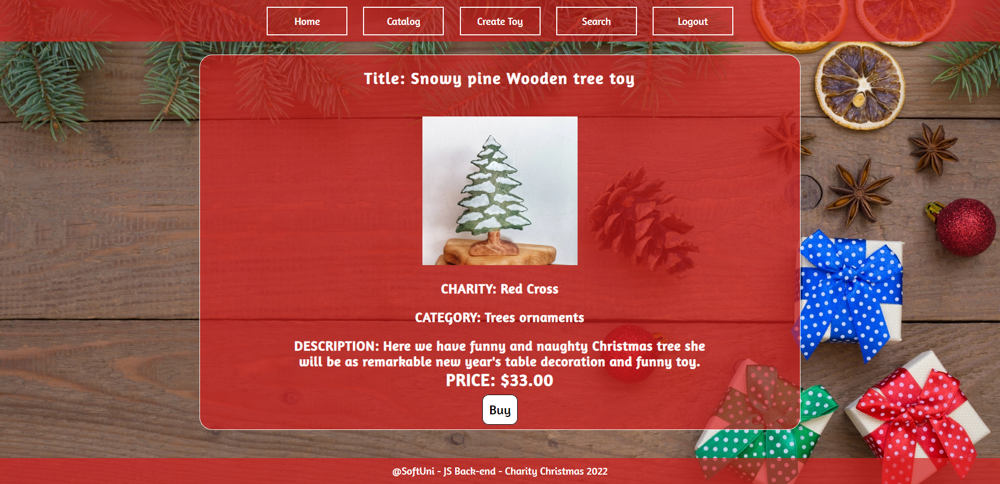 Home
Catalog
Create Toy
Search
Logout
Title: Snowy pine Wooden tree toy
CHARITY: Red Cross
CATEGORY: Trees ornaments
DESCRIPTION: Here we have funny and naughty Christmas tree she
will be as remarkable new year's table decoration and funny toy.
PRICE: $33.00
Buy
@SoftUni - JS Back-end - Charity Christmas 2022